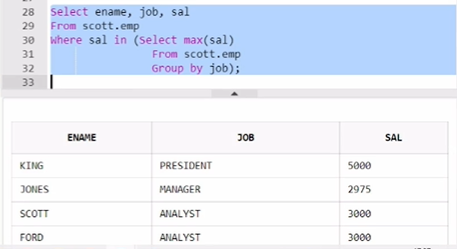 28 Select ename, job, sal
29 From scott.emp
30 Where sal in (Select max(sal)
31 From scott.emp
32 Group by job);
33
ENAME JOB SAL
KING PRESIDENT 5000
JONES MANAGER 2975
SCOTT ANALYST 3000
FORD ANALYST 3000